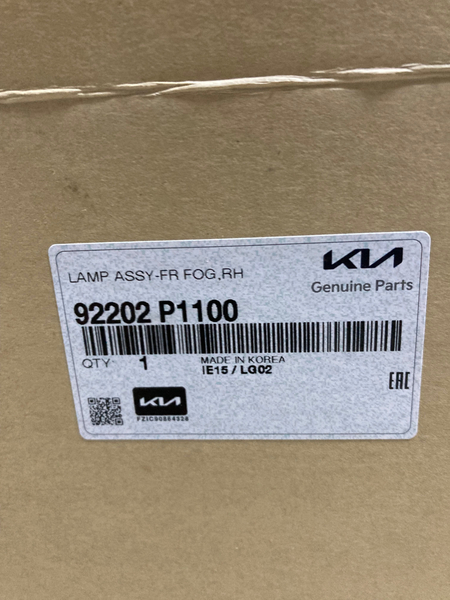 LAMP ASSY-FR FOG,RH
KIA
Genuine Parts
92202 P1100
QTY 1
MADE IN KOREA
IE15 / LG02
EAC
KIA